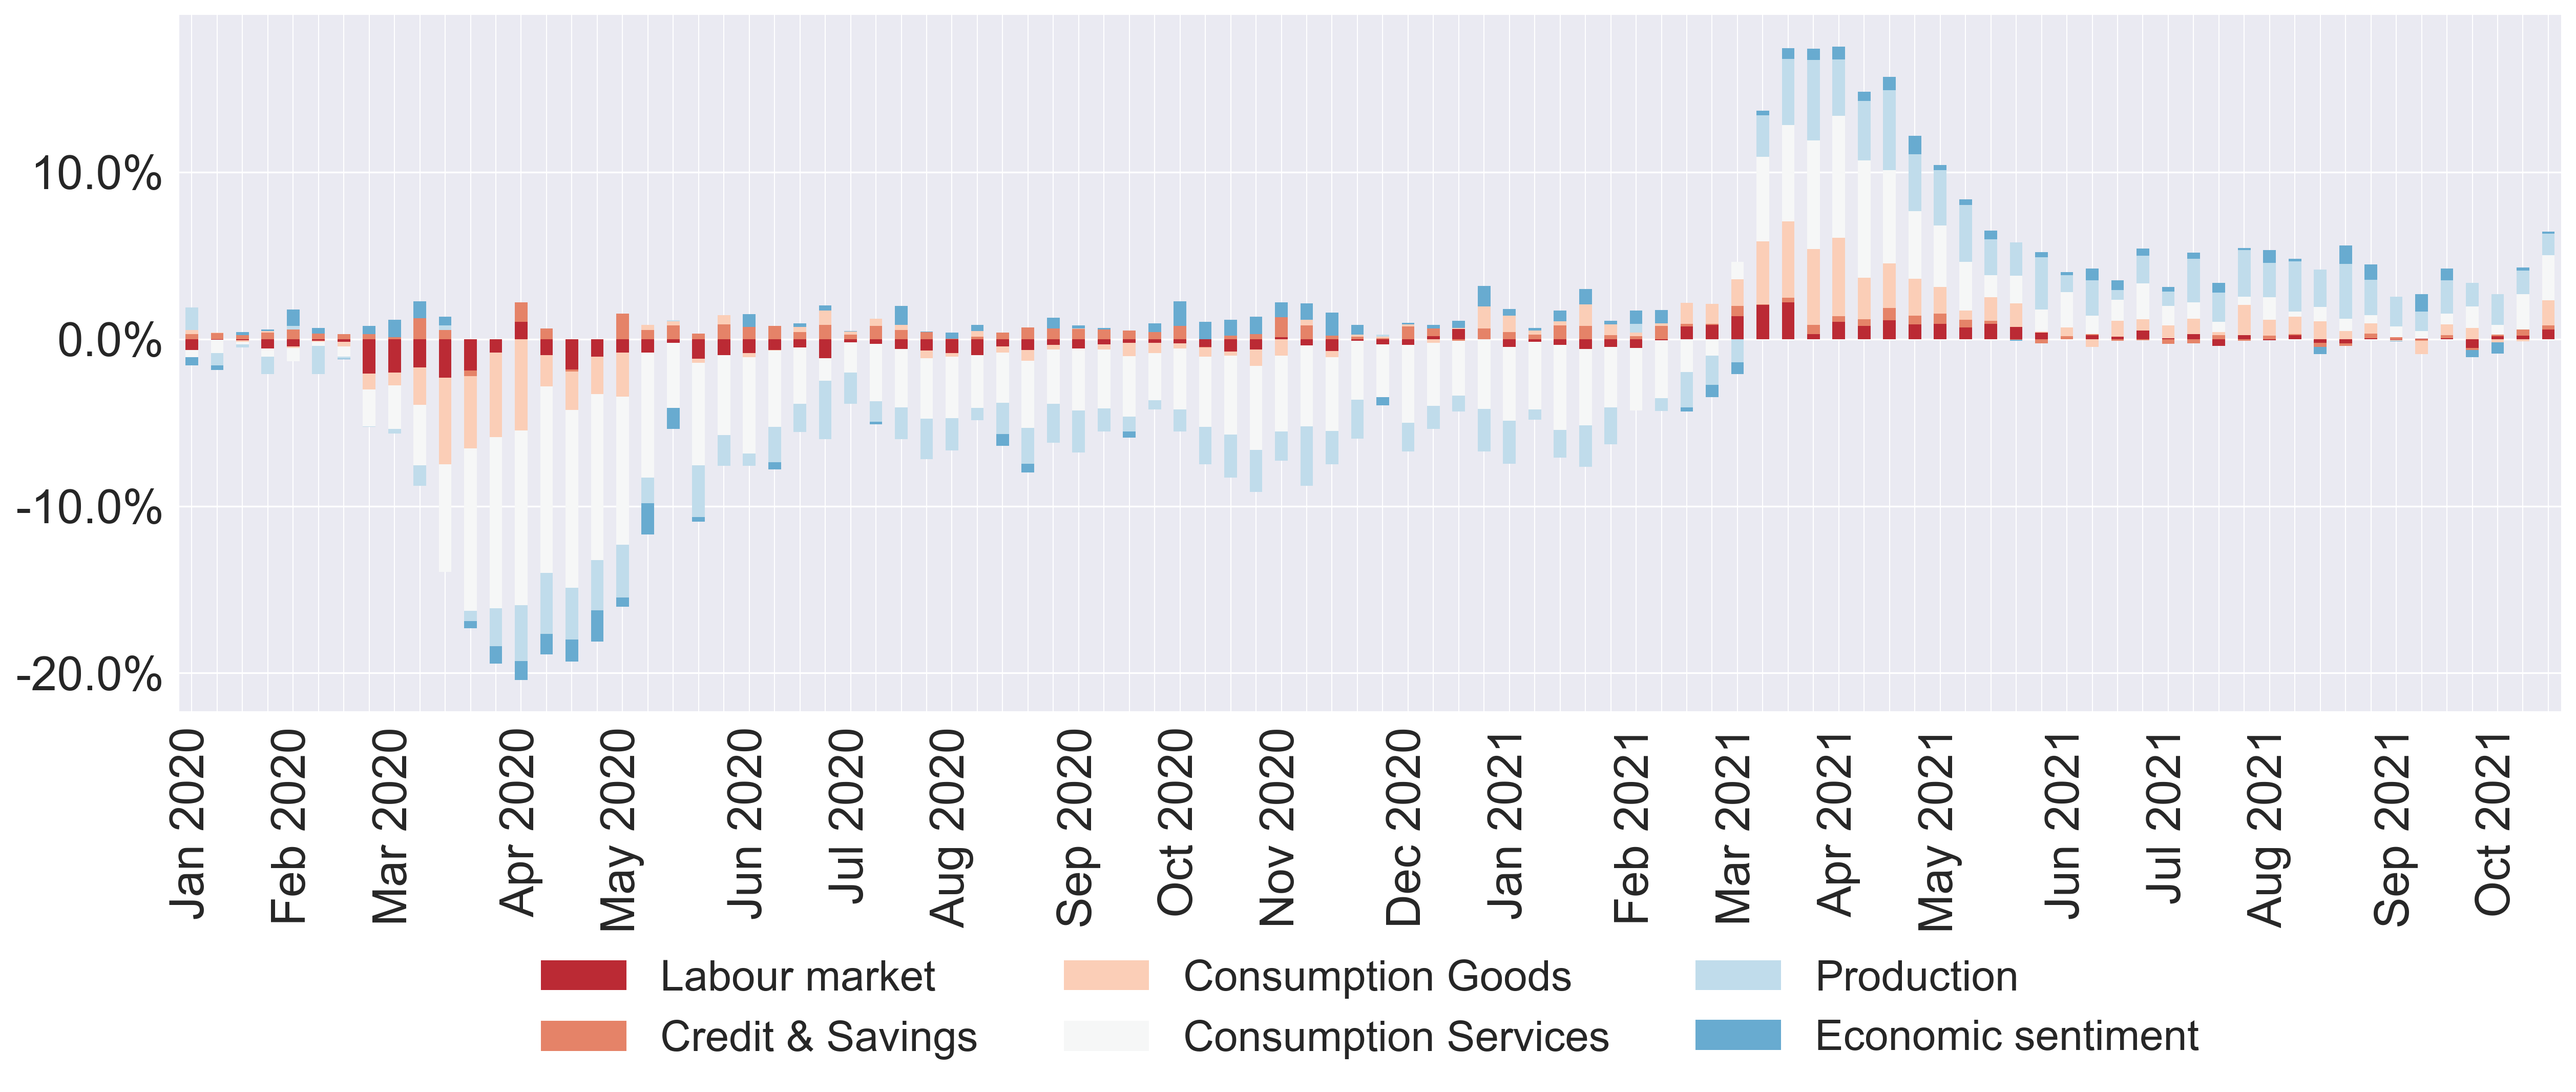 10.0%
0.0%
-10.0%
-20.0%
Jan 2020
Feb 2020
Mar 2020
Apr 2020
May 2020
Jun 2020
Jul 2020
Aug 2020
Sep 2020
Oct 2020
Nov 2020
Dec 2020
Jan 2021
Feb 2021
Mar 2021
Apr 2021
May 2021
Jun 2021
Jul 2021
Aug 2021
Sep 2021
Oct 2021
Labour market
Consumption Goods
Production
Credit & Savings
Consumption Services
Economic sentiment